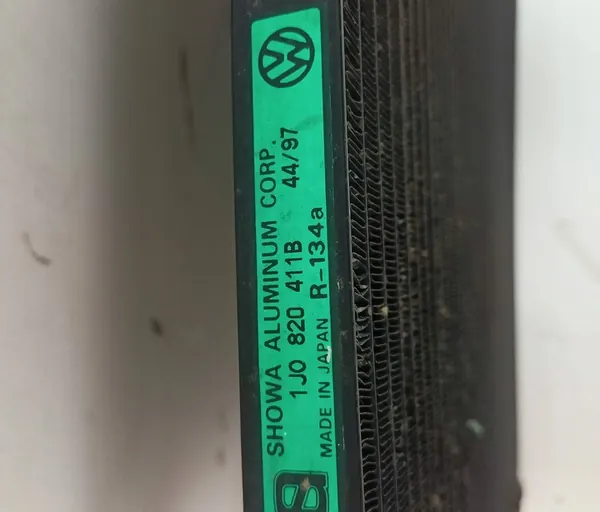 SHOWA ALUMINUM CORP.
1J0 820 411B 44/97
MADE IN JAPAN R-134a